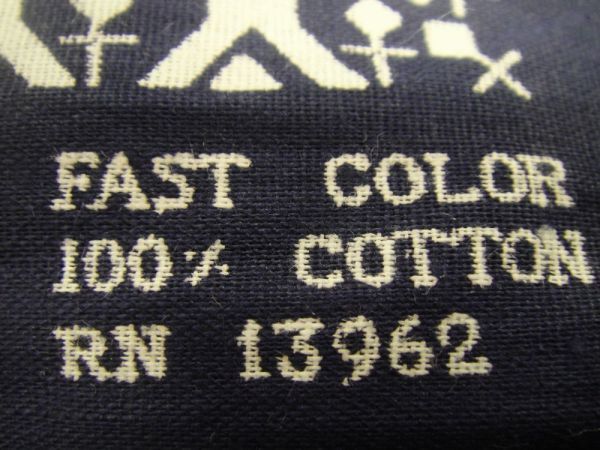 FAST COLOR
100% COTTON
RN 13962